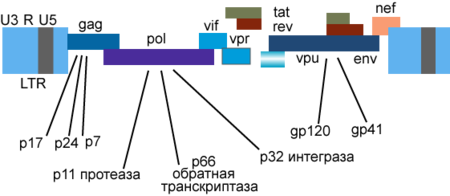 U3 R U5
gag
pol
vif
vpr
tat
rev
nef
LTR
vpu
env
p17
p24
p7
gp120
gp41
p11 протеаза
p66
обратная
транскриптаза
p32 интеграза